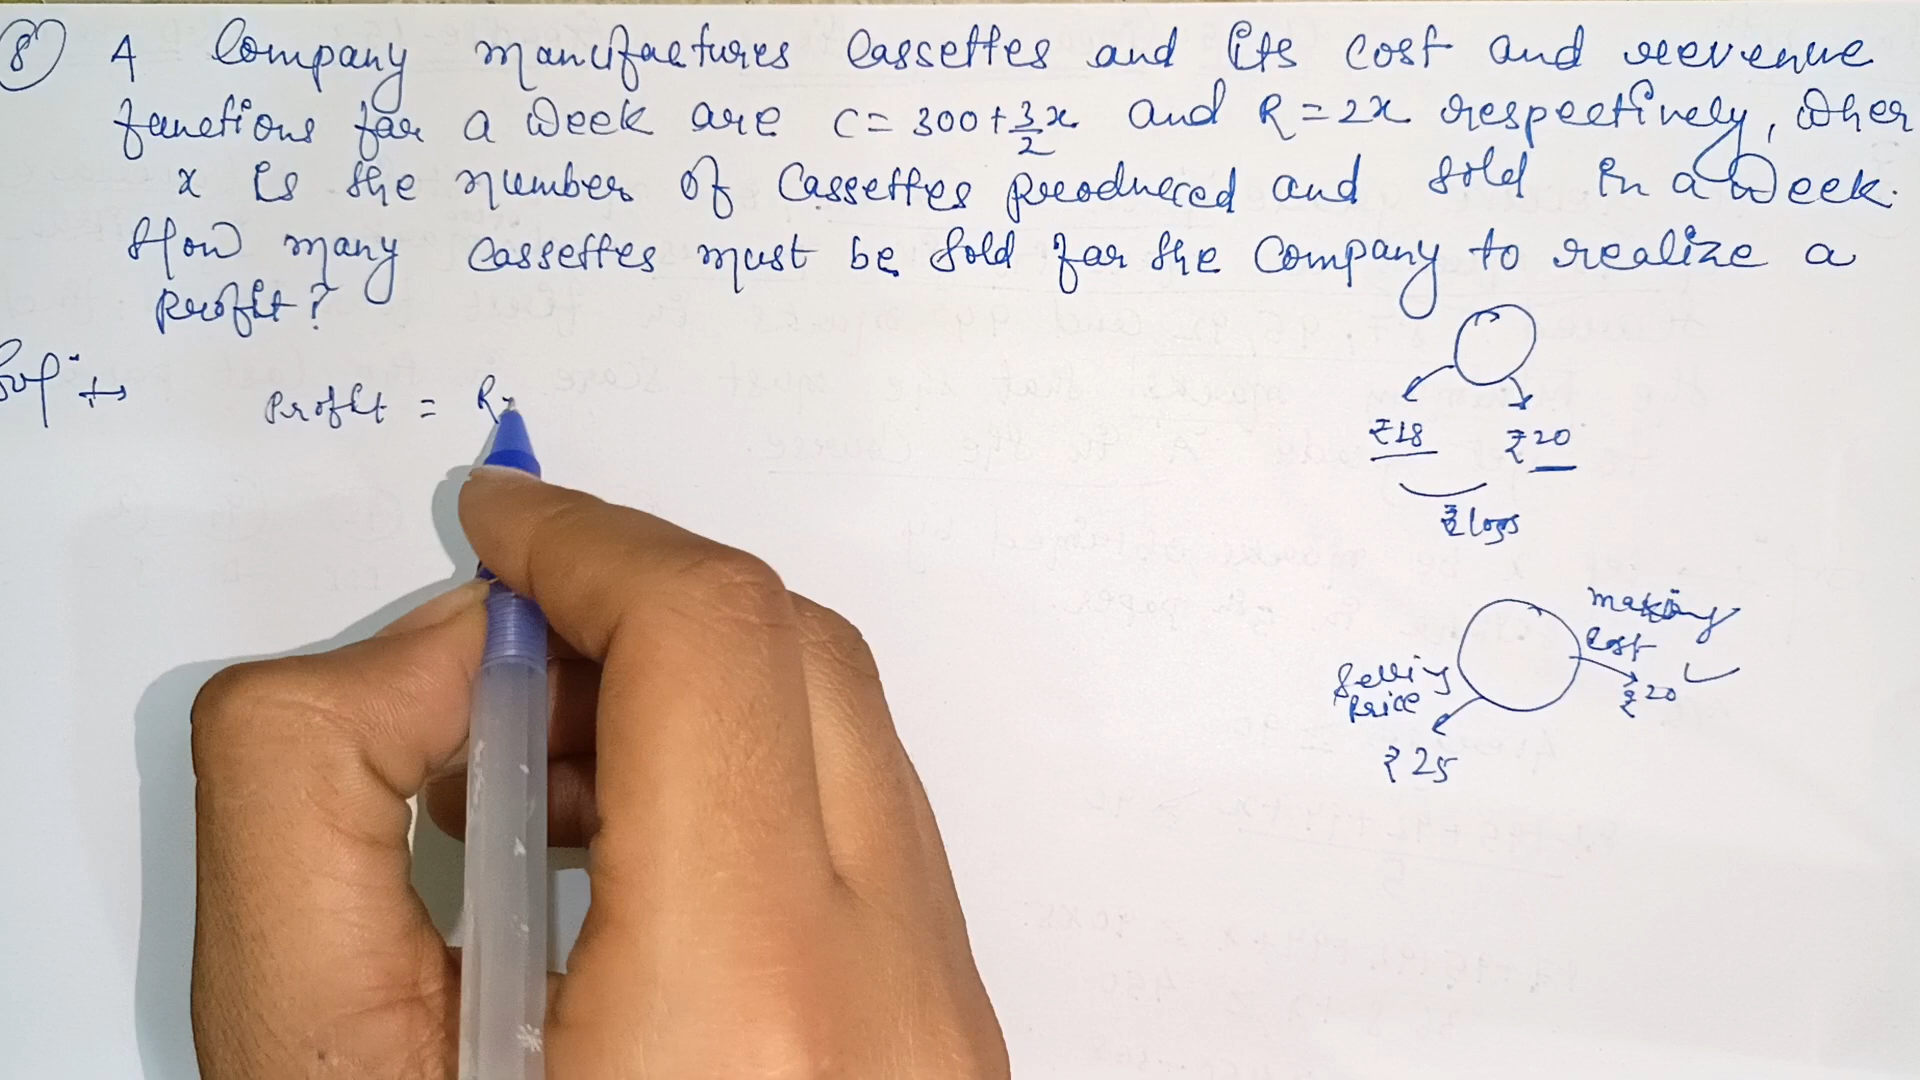 8 A Company manufactures Cassettes and its cost and revenue
functions for a week are C = 300 + 3/2 x and R = 2x respectively, wher
x is the number of Cassettes produced and sold in a Week.
How many cassettes must be sold for the Company to realize a
Profit?
Sol
Profit = R-
₹18 ₹20
₹2 loss
making
Cost
₹20
Selling
Price
₹25